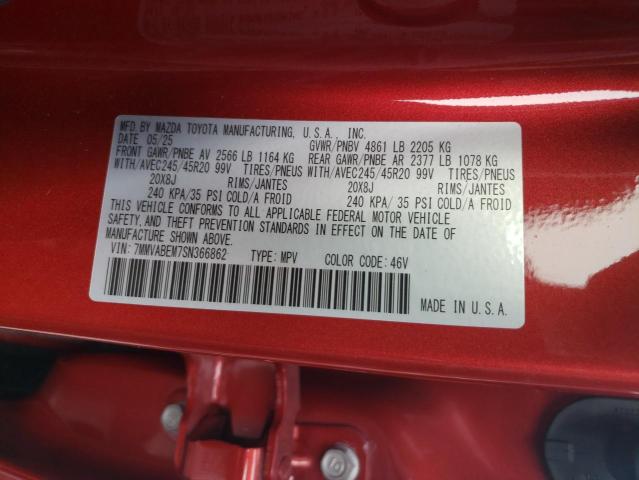 MFD.BY MAZDA TOYOTA MANUFACTURING, U.S.A., INC.
DATE 05/25 GVWR/PNBV 4861 LB 2205 KG
FRONT GAWR/PNBE AV 2566 LB 1164 KG REAR GAWR/PNBE AR 2377 LB 1078 KG
WITH/AVEC245/45R20 99V TIRES/PNEUS WITH/AVEC245/45R20 99V TIRES/PNEUS
20X8J RIMS/JANTES 20X8J RIMS/JANTES
240 KPA/35 PSI COLD/A FROID 240 KPA/ 35 PSI COLD/A FROID
THIS VEHICLE CONFORMS TO ALL APPLICABLE FEDERAL MOTOR VEHICLE
SAFETY, AND THEFT PREVENTION STANDARDS IN EFFECT ON THE DATE OF
MANUFACTURE SHOWN ABOVE.
VIN: 7MMVABEM7SN366862 TYPE: MPV COLOR CODE: 46V
MADE IN U.S.A.